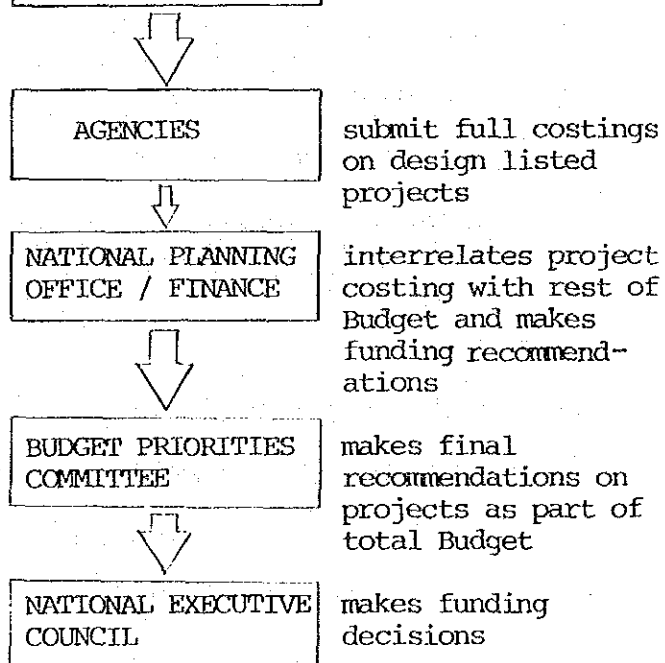 AGENCIES
submit full costings
on design listed
projects
NATIONAL PLANNING
OFFICE / FINANCE
interrelates project
costing with rest of
Budget and makes
funding recommend-
ations
BUDGET PRIORITIES
COMMITTEE
makes final
recommendations on
projects as part of
total Budget
NATIONAL EXECUTIVE
COUNCIL
makes funding
decisions